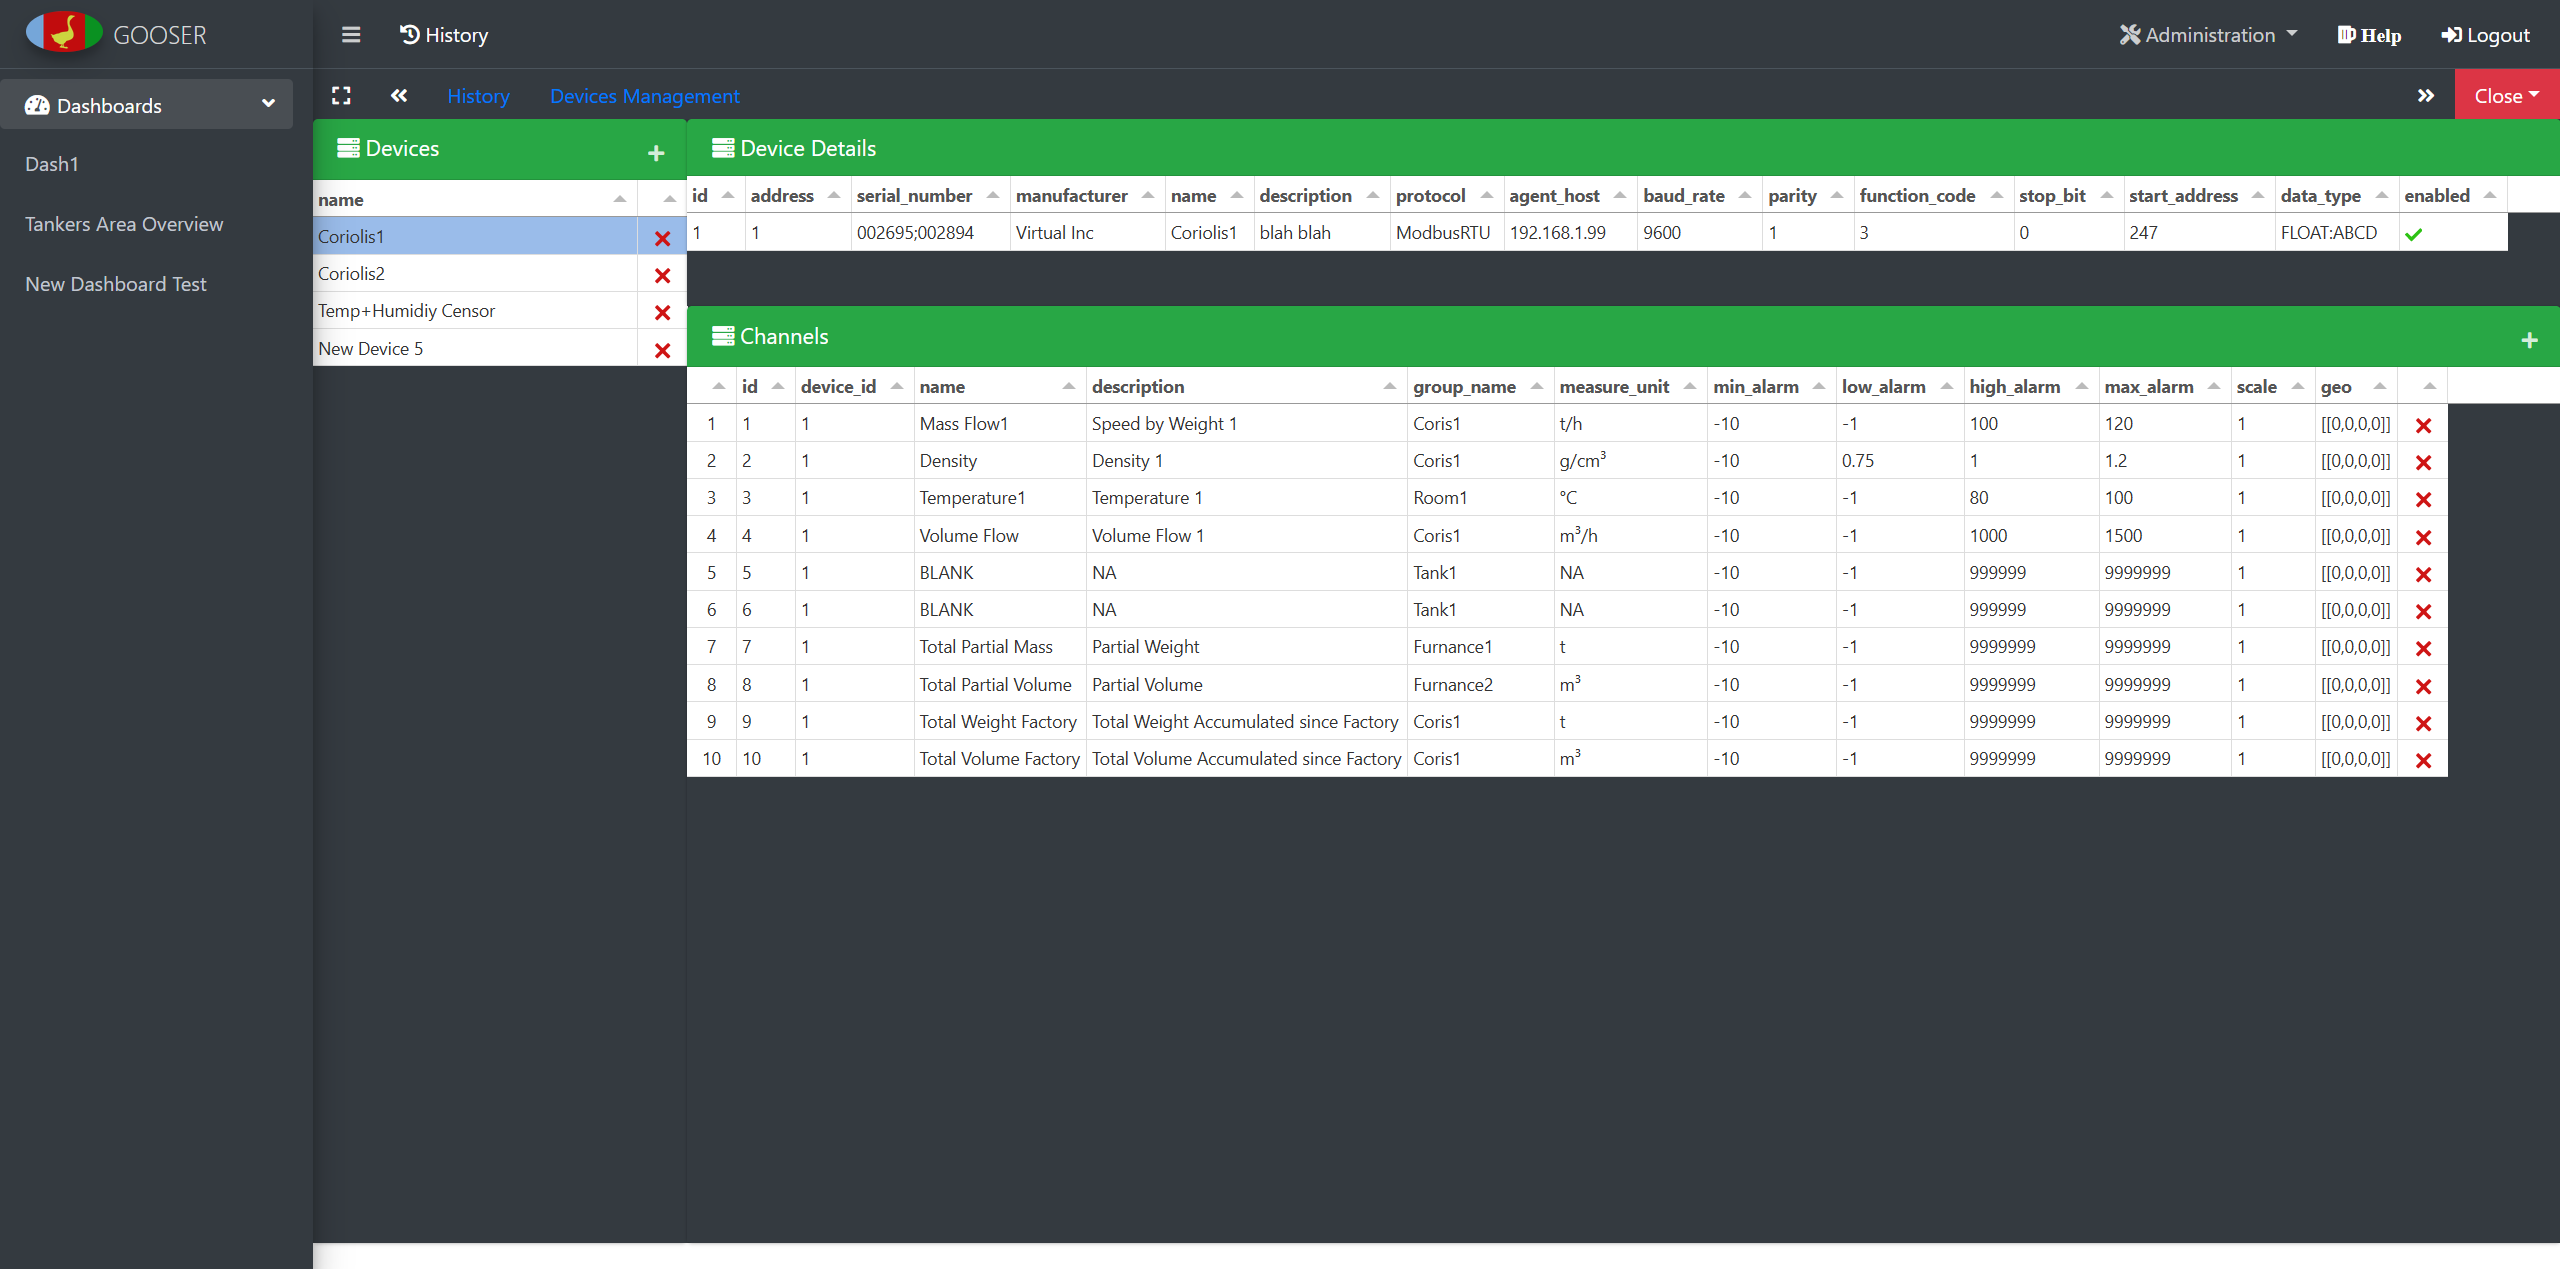 GOOSER
History
Administration
Help
Logout
Dashboards
Dash1
Tankers Area Overview
New Dashboard Test
History Devices Management
Close
Devices
name
Coriolis1
Coriolis2
Temp+Humidiy Censor
New Device 5
Device Details
id address serial_number manufacturer name description protocol agent_host baud_rate parity function_code stop_bit start_address data_type enabled
1 1 002695;002894 Virtual Inc Coriolis1 blah blah ModbusRTU 192.168.1.99 9600 1 3 0 247 FLOAT:ABCD
Channels
id device_id name description group_name measure_unit min_alarm low_alarm high_alarm max_alarm scale geo
1 1 1 Mass Flow1 Speed by Weight 1 Coris1 t/h -10 -1 100 120 1 [[0,0,0,0]]
2 2 1 Density Density 1 Coris1 g/cm³ -10 0.75 1 1.2 1 [[0,0,0,0]]
3 3 1 Temperature1 Temperature 1 Room1 °C -10 -1 80 100 1 [[0,0,0,0]]
4 4 1 Volume Flow Volume Flow 1 Coris1 m³/h -10 -1 1000 1500 1 [[0,0,0,0]]
5 5 1 BLANK NA Tank1 NA -10 -1 999999 9999999 1 [[0,0,0,0]]
6 6 1 BLANK NA Tank1 NA -10 -1 999999 9999999 1 [[0,0,0,0]]
7 7 1 Total Partial Mass Partial Weight Furnance1 t -10 -1 9999999 9999999 1 [[0,0,0,0]]
8 8 1 Total Partial Volume Partial Volume Furnance2 m³ -10 -1 9999999 9999999 1 [[0,0,0,0]]
9 9 1 Total Weight Factory Total Weight Accumulated since Factory Coris1 t -10 -1 9999999 9999999 1 [[0,0,0,0]]
10 10 1 Total Volume Factory Total Volume Accumulated since Factory Coris1 m³ -10 -1 9999999 9999999 1 [[0,0,0,0]]